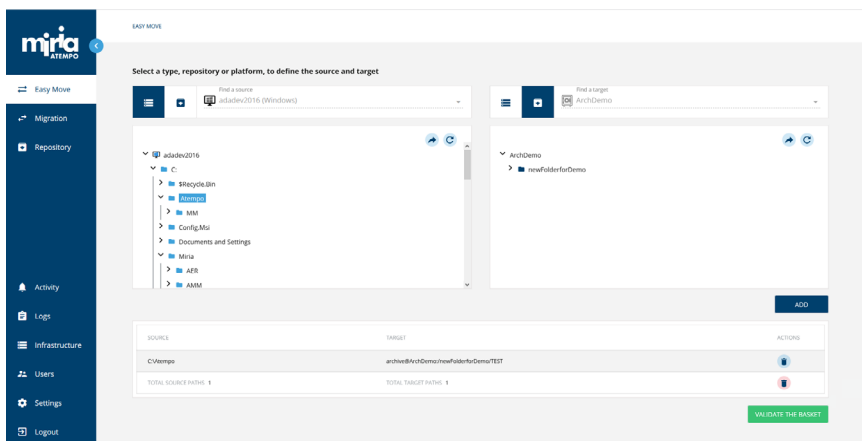 miria
ATEMPO
EASY MOVE
Easy Move
Migration
Repository
Activity
Logs
Infrastructure
Users
Settings
Logout
Select a type, repository or platform, to define the source and target
Find a source
adadev2016 (Windows)
Find a target
ArchDemo
adadev2016
C:
$Recycle.Bin
Atempo
MM
Config.Msi
Documents and Settings
Miria
AER
AMM
ArchDemo
newFolderforDemo
ADD
SOURCE TARGET ACTIONS
C:\Atempo archive@ArchDemo:/newFolderforDemo/TEST
TOTAL SOURCE PATHS 1 TOTAL TARGET PATHS 1
VALIDATE THE BASKET